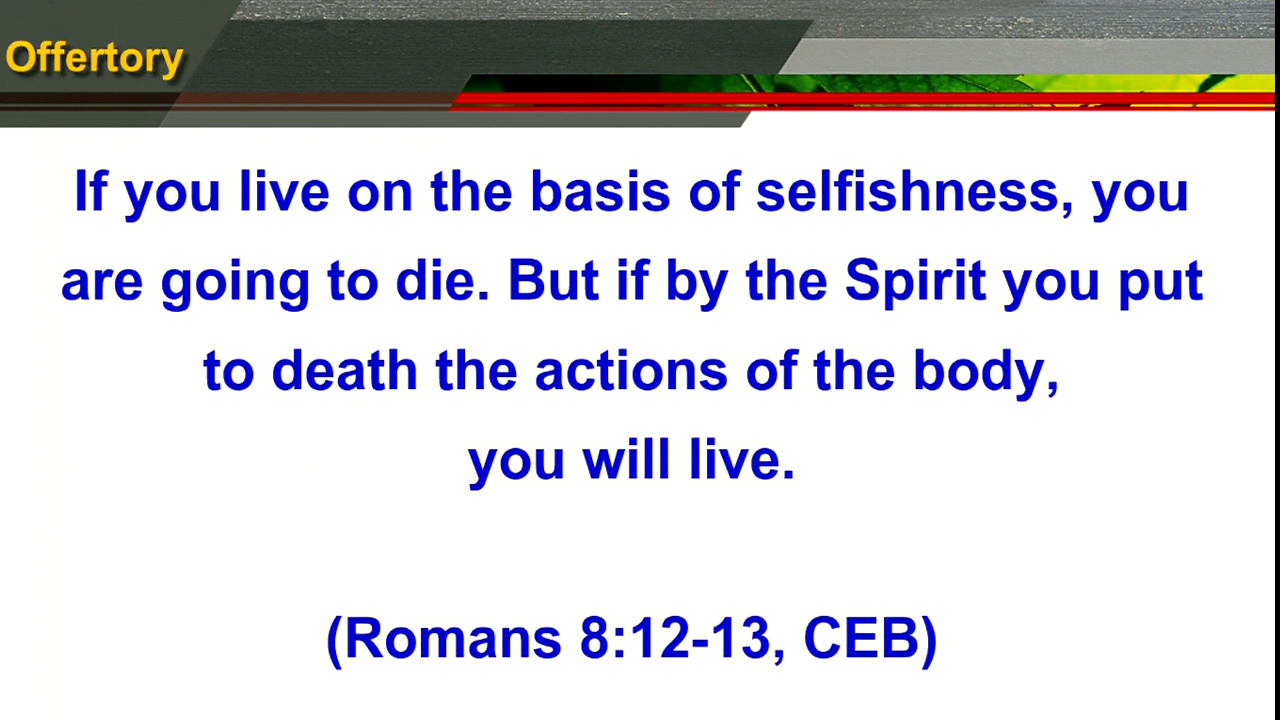 Offertory
If you live on the basis of selfishness, you
are going to die. But if by the Spirit you put
to death the actions of the body,
you will live.
(Romans 8:12-13, CEB)